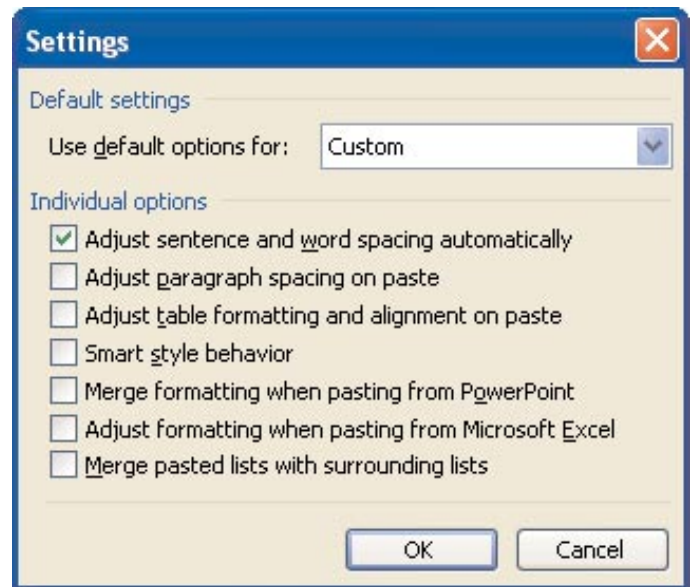 Settings
Default settings
Use default options for: Custom
Individual options
Adjust sentence and word spacing automatically
Adjust paragraph spacing on paste
Adjust table formatting and alignment on paste
Smart style behavior
Merge formatting when pasting from PowerPoint
Adjust formatting when pasting from Microsoft Excel
Merge pasted lists with surrounding lists
OK Cancel